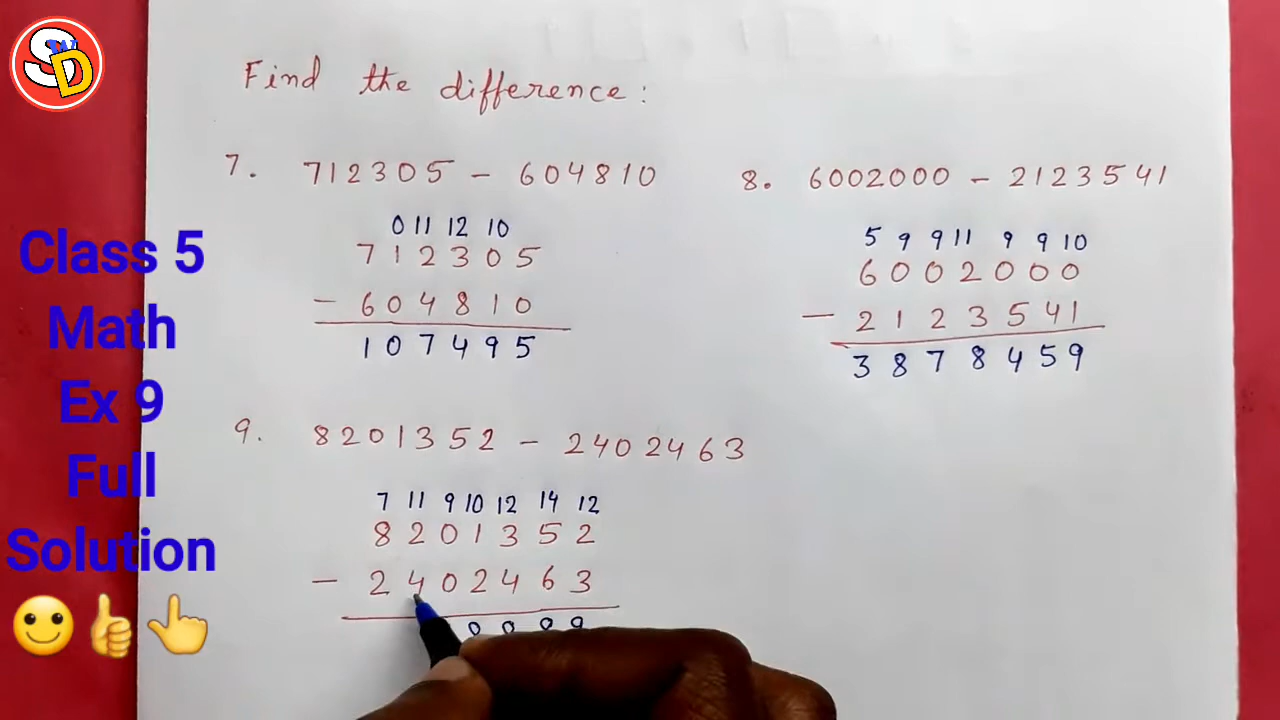 SWD
Find the difference:
7. 712305 - 604810
0 11 12 10
712305
- 604810
107495
8. 6002000 - 2123541
5 9 9 11 9 9 10
6002000
- 2123541
3878459
Class 5
Math
Ex 9
Full
Solution
9. 8201352 - 2402463
7 11 9 10 12 14 12
8201352
- 2402463